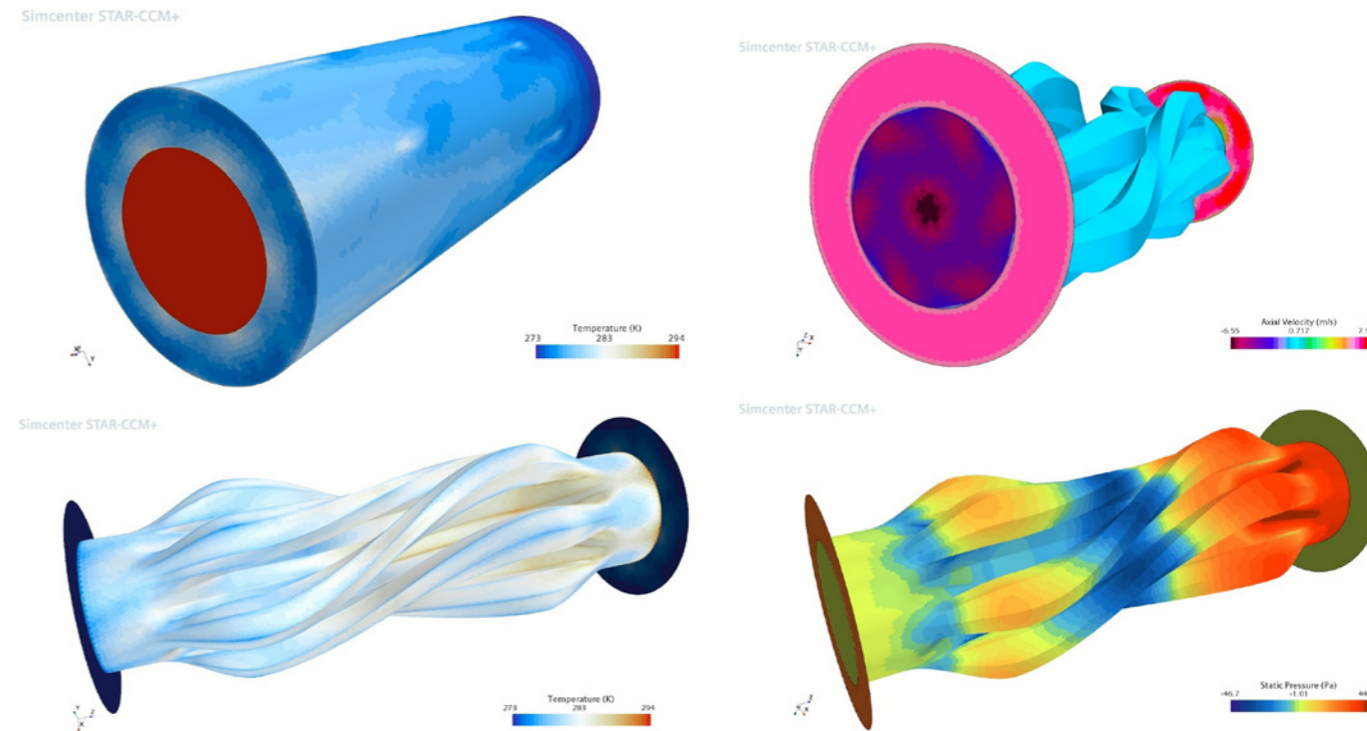 Simcenter STAR-CCM+
Temperature (K)
273 283 294
Simcenter STAR-CCM+
Axial Velocity (m/s)
-6.55 0.717
Simcenter STAR-CCM+
Temperature (K)
273 283 294
Simcenter STAR-CCM+
Static Pressure (Pa)
-46.7 -1.01